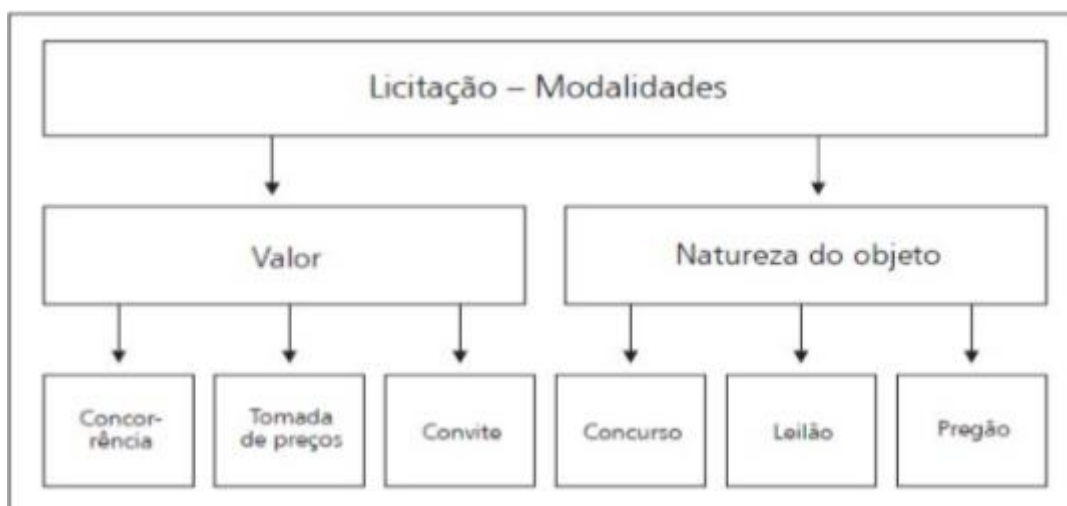 Licitação – Modalidades
Valor
Natureza do objeto
Concor-
rência
Tomada
de preços
Convite
Concurso
Leilão
Pregão